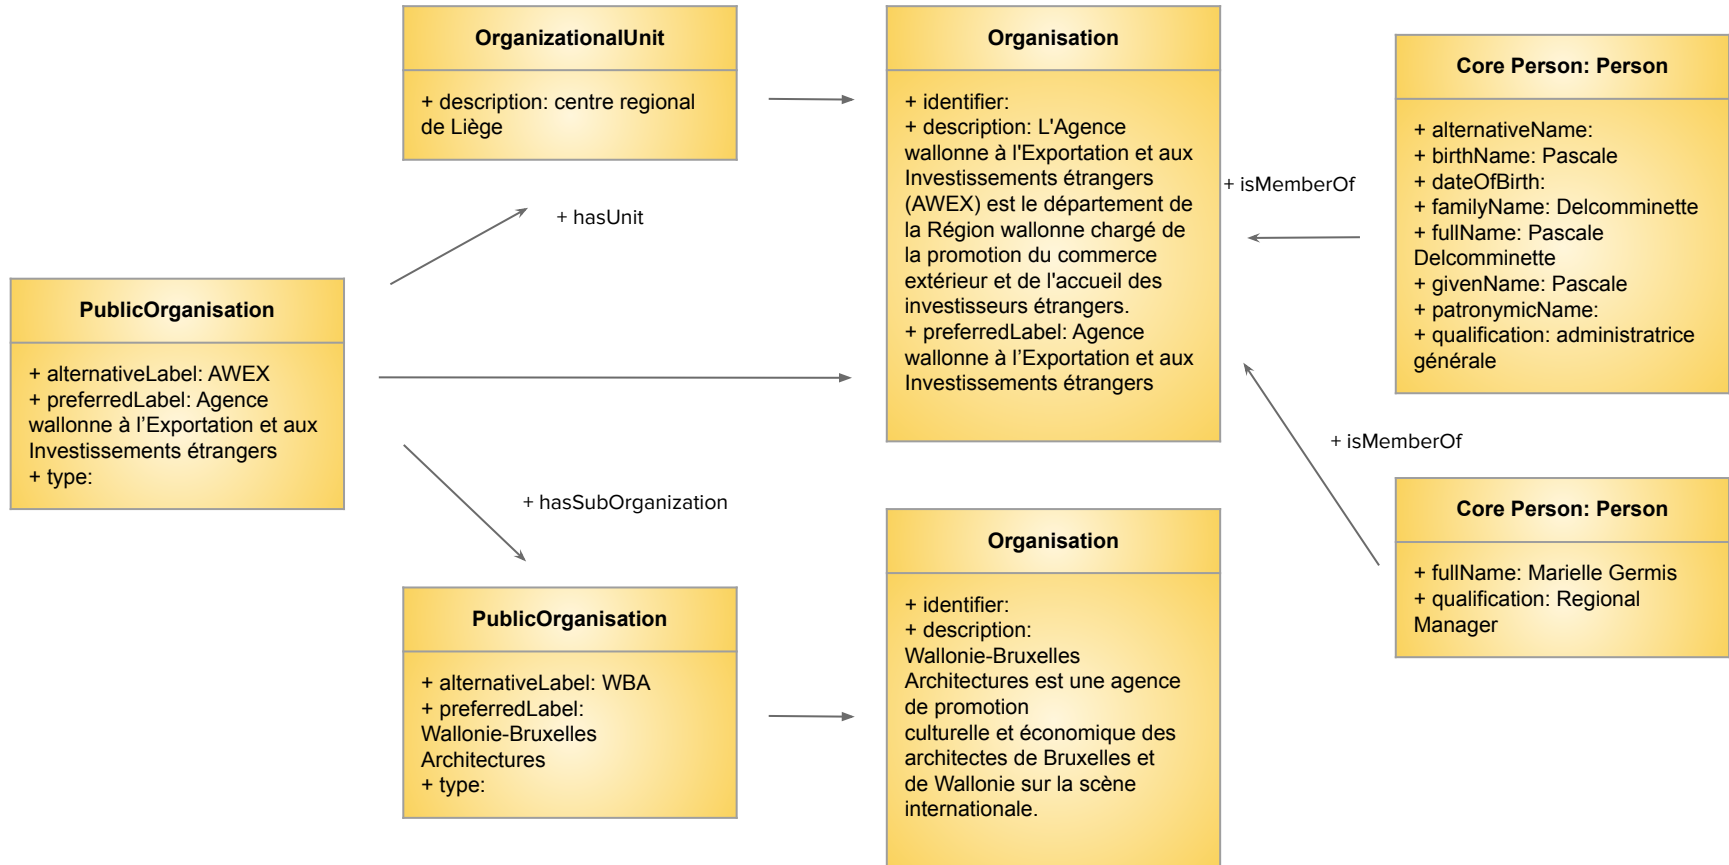 OrganizationalUnit
+ description: centre regional
de Liège
Organisation
+ identifier:
+ description: L'Agence
wallonne à l'Exportation et aux
Investissements étrangers
(AWEX) est le département de
la Région wallonne chargé de
la promotion du commerce
extérieur et de l'accueil des
investisseurs étrangers.
+ preferredLabel: Agence
wallonne à l’Exportation et aux
Investissements étrangers
Core Person: Person
+ alternativeName:
+ birthName: Pascale
+ dateOfBirth:
+ familyName: Delcomminette
+ fullName: Pascale
Delcomminette
+ givenName: Pascale
+ patronymicName:
+ qualification: administratrice
générale
+ isMemberOf
+ hasUnit
PublicOrganisation
+ alternativeLabel: AWEX
+ preferredLabel: Agence
wallonne à l’Exportation et aux
Investissements étrangers
+ type:
+ isMemberOf
+ hasSubOrganization
PublicOrganisation
+ alternativeLabel: WBA
+ preferredLabel:
Wallonie-Bruxelles
Architectures
+ type:
Organisation
+ identifier:
+ description:
Wallonie-Bruxelles
Architectures est une agence
de promotion
culturelle et économique des
architectes de Bruxelles et
de Wallonie sur la scène
internationale.
Core Person: Person
+ fullName: Marielle Germis
+ qualification: Regional
Manager